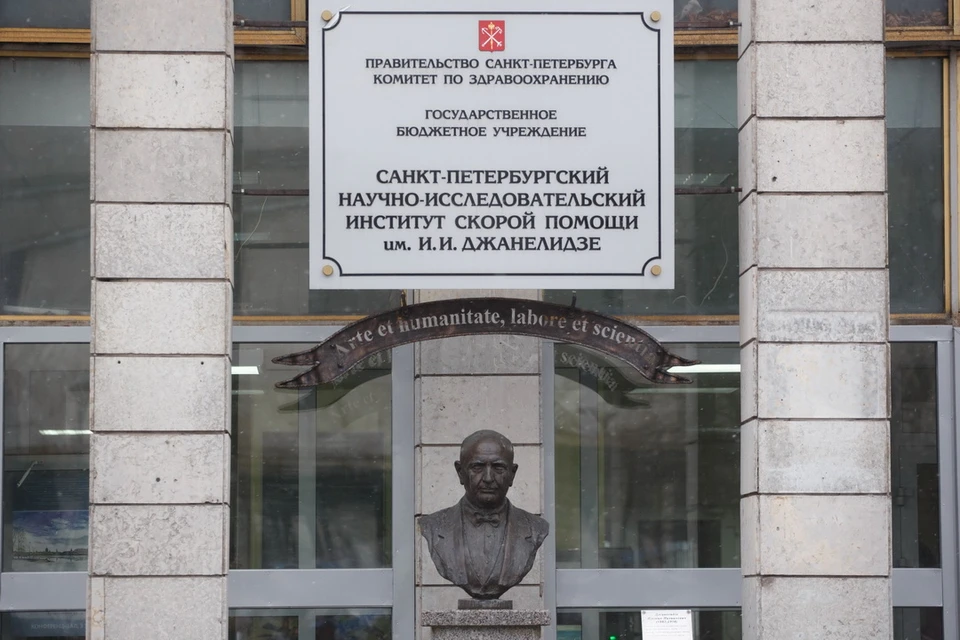 ПРАВИТЕЛЬСТВО САНКТ-ПЕТЕРБУРГА
КОМИТЕТ ПО ЗДРАВООХРАНЕНИЮ
ГОСУДАРСТВЕННОЕ
БЮДЖЕТНОЕ УЧРЕЖДЕНИЕ
САНКТ-ПЕТЕРБУРГСКИЙ
НАУЧНО-ИССЛЕДОВАТЕЛЬСКИЙ
ИНСТИТУТ СКОРОЙ ПОМОЩИ
им. И. И. ДЖАНЕЛИДЗЕ
Arte et humanitate, labore et scientia